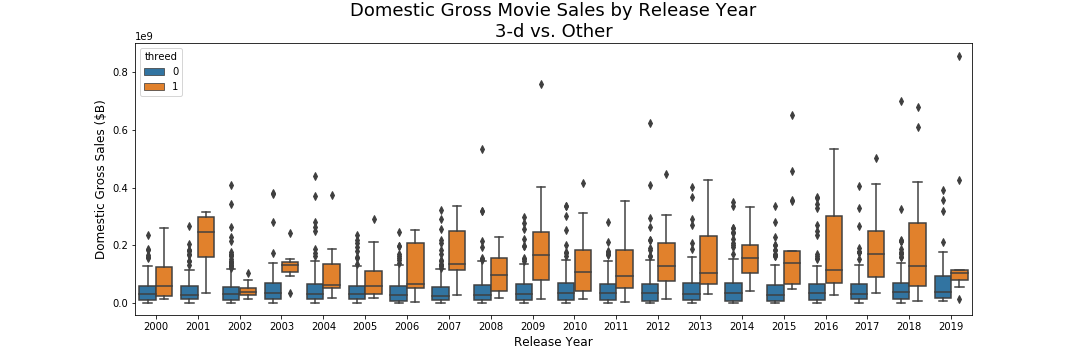 Domestic Gross Movie Sales by Release Year
3-d vs. Other
1e9
threed
0
1
0.8
0.6
0.4
0.2
0.0
Domestic Gross Sales ($B)
2000 2001 2002 2003 2004 2005 2006 2007 2008 2009 2010 2011 2012 2013 2014 2015 2016 2017 2018 2019
Release Year